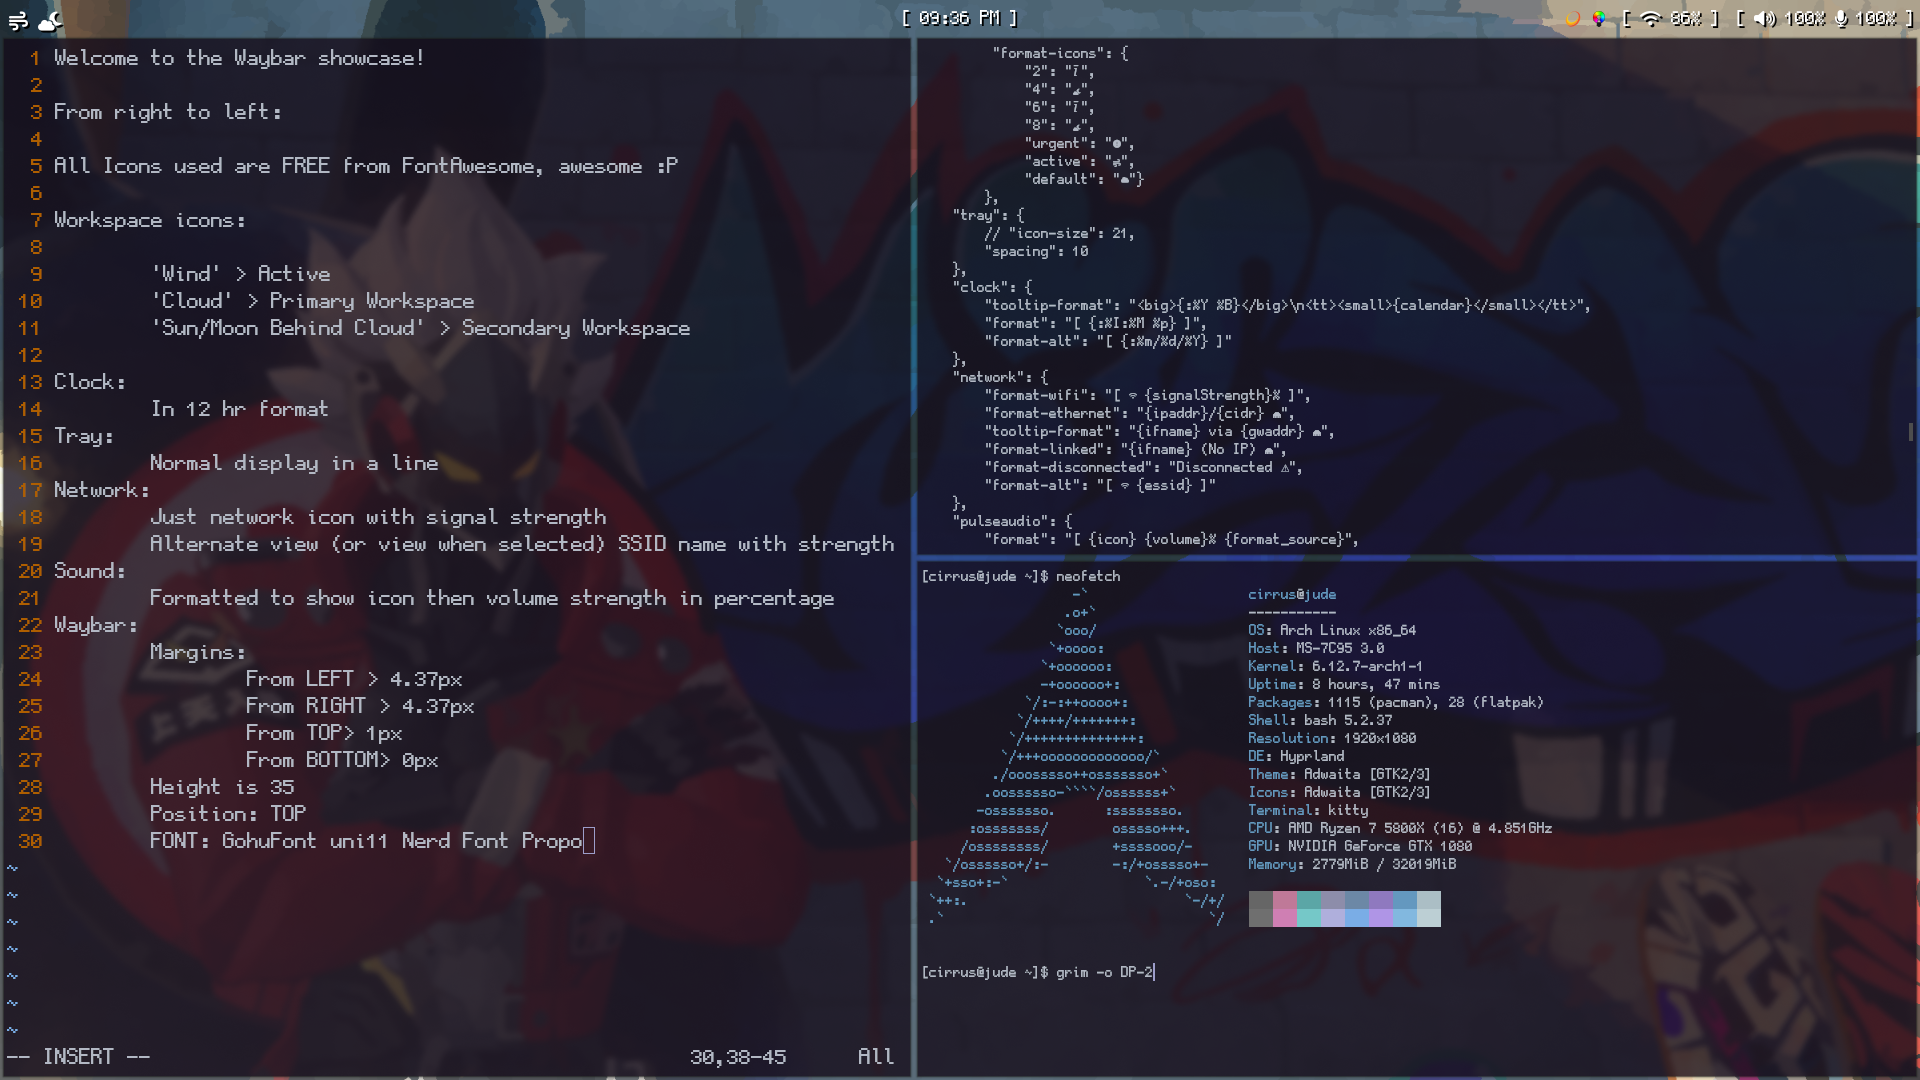 [ 09:36 PM ]
[ 86% ] [ 100% 100% ]
1 Welcome to the Waybar showcase!
2
3 From right to left:
4
5 All Icons used are FREE from FontAwesome, awesome :P
6
7 Workspace icons:
8
9 'Wind' > Active
10 'Cloud' > Primary Workspace
11 'Sun/Moon Behind Cloud' > Secondary Workspace
12
13 Clock:
14 In 12 hr format
15 Tray:
16 Normal display in a line
17 Network:
18 Just network icon with signal strength
19 Alternate view (or view when selected) SSID name with strength
20 Sound:
21 Formatted to show icon then volume strength in percentage
22 Waybar:
23 Margins:
24 From LEFT > 4.37px
25 From RIGHT > 4.37px
26 From TOP> 1px
27 From BOTTOM> 0px
28 Height is 35
29 Position: TOP
30 FONT: GohuFont uni11 Nerd Font Propo
~
~
~
~
~
~
~
-- INSERT -- 30,38-45 All
"format-icons": {
"2": "",
"4": "",
"6": "",
"8": "",
"urgent": "",
"active": "",
"default": ""}
},
"tray": {
// "icon-size": 21,
"spacing": 10
},
"clock": {
"tooltip-format": "<big>{:%Y %B}</big>\n<tt><small>{calendar}</small></tt>",
"format": "[ {:%I:%M %p} ]",
"format-alt": "[ {:%m/%d/%Y} ]"
},
"network": {
"format-wifi": "[ {signalStrength}% ]",
"format-ethernet": "{ipaddr}/{cidr} ",
"tooltip-format": "{ifname} via {gwaddr} ",
"format-linked": "{ifname} (No IP) ",
"format-disconnected": "Disconnected ⚠",
"format-alt": "[ {essid} ]"
},
"pulseaudio": {
"format": "[ {icon} {volume}% {format_source}",
[cirrus@jude ~]$ neofetch
-`
.o+`
`ooo/
`+oooo:
`+oooooo:
-+oooooo+:
`/:-:++oooo+:
`/++++/+++++++:
`/++++++++++++++:
`/+++ooooooooooooo/`
./ooosssso++osssssso+`
.oossssso-````/ossssss+`
-osssssso. :ssssssso.
:osssssss/ osssso+++.
/ossssssss/ +ssssooo/-
`/ossssso+/:- -:/+osssso+-
`+sso+:-` `.-/+oso:
`++:. `-/+/
.` `/
cirrus@jude
-----------
OS: Arch Linux x86_64
Host: MS-7C95 3.0
Kernel: 6.12.7-arch1-1
Uptime: 8 hours, 47 mins
Packages: 1115 (pacman), 28 (flatpak)
Shell: bash 5.2.37
Resolution: 1920x1080
DE: Hyprland
Theme: Adwaita [GTK2/3]
Icons: Adwaita [GTK2/3]
Terminal: kitty
CPU: AMD Ryzen 7 5800X (16) @ 4.851GHz
GPU: NVIDIA GeForce GTX 1080
Memory: 2779MiB / 32019MiB
[cirrus@jude ~]$ grim -o DP-2